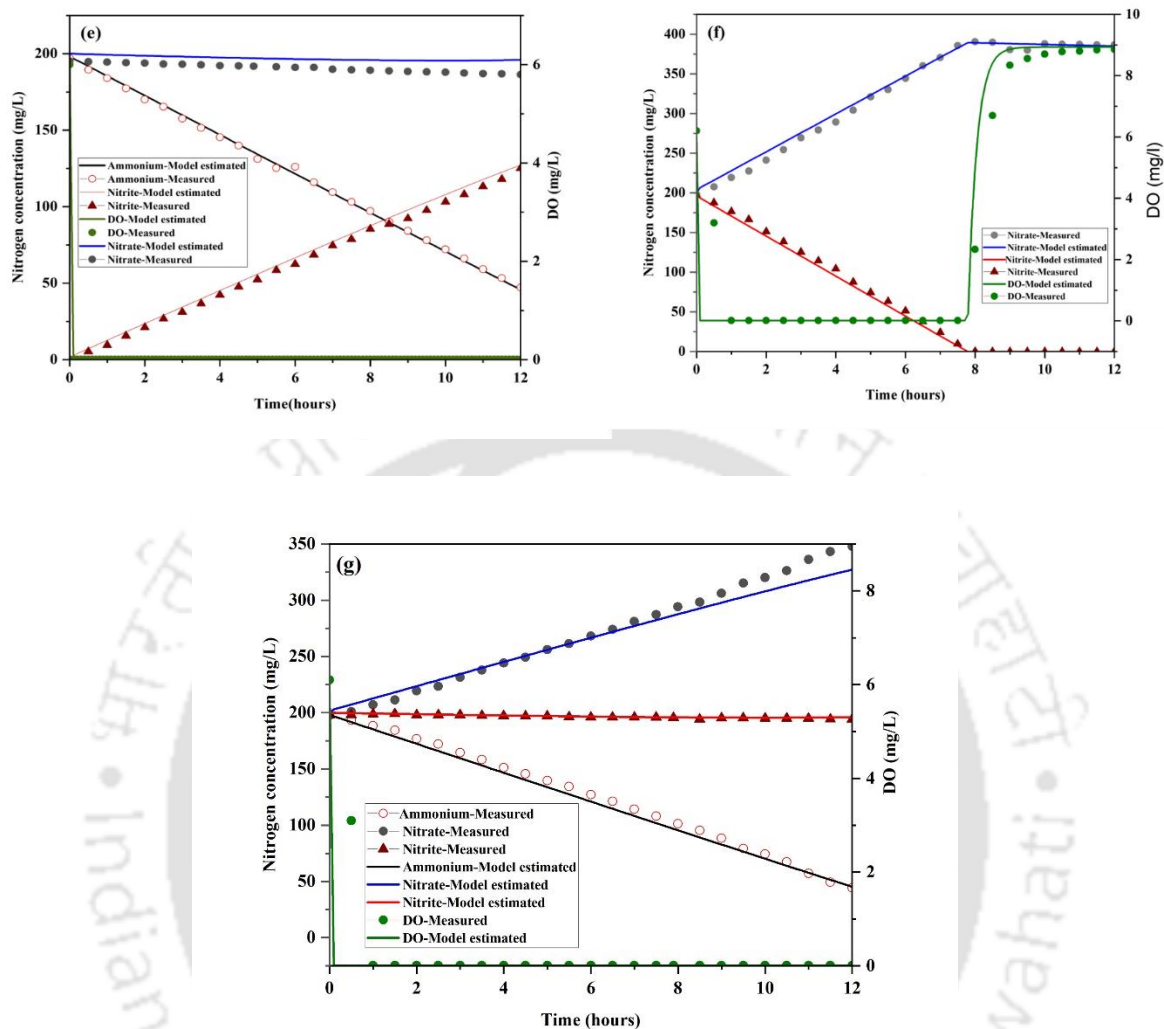 (e)
200
150
100
50
0
Nitrogen concentration (mg/L)
Ammonium-Model estimated
Ammonium-Measured
Nitrite-Model estimated
Nitrite-Measured
DO-Model estimated
DO-Measured
Nitrate-Model estimated
Nitrate-Measured
6
4
2
0
DO (mg/L)
0 2 4 6 8 10 12
Time(hours)
(f)
400
350
300
250
200
150
100
50
0
Nitrogen concentration (mg/L)
Nitrate-Measured
Nitrate-Model estimated
Nitrite-Model estimated
Nitrite-Measured
DO-Model estimated
DO-Measured
10
8
6
4
2
0
DO (mg/l)
0 2 4 6 8 10 12
Time (hours)
(g)
350
300
250
200
150
100
50
0
Nitrogen concentration (mg/L)
Ammonium-Measured
Nitrate-Measured
Nitrite-Measured
Ammonium-Model estimated
Nitrate-Model estimated
Nitrite-Model estimated
DO-Measured
DO-Model estimated
8
6
4
2
0
DO (mg/L)
0 2 4 6 8 10 12
Time (hours)
Indian
wahati